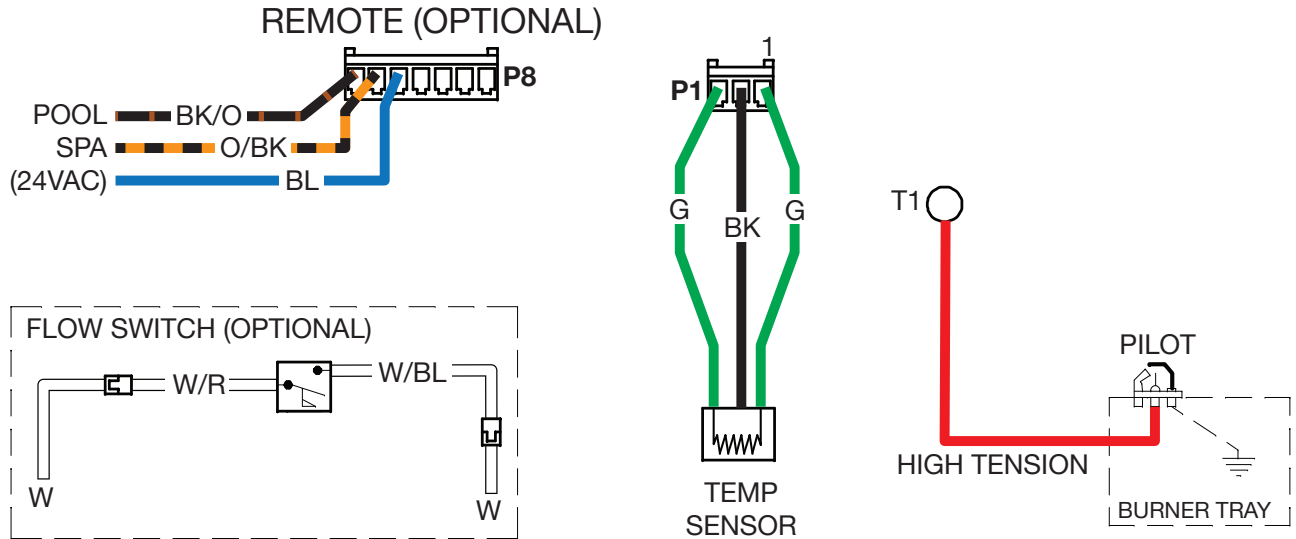 REMOTE (OPTIONAL)
P8
POOL BK/O
SPA O/BK
(24VAC) BL
1
P1
G BK G
TEMP
SENSOR
FLOW SWITCH (OPTIONAL)
W/R W/BL
W W
T1
PILOT
HIGH TENSION
BURNER TRAY